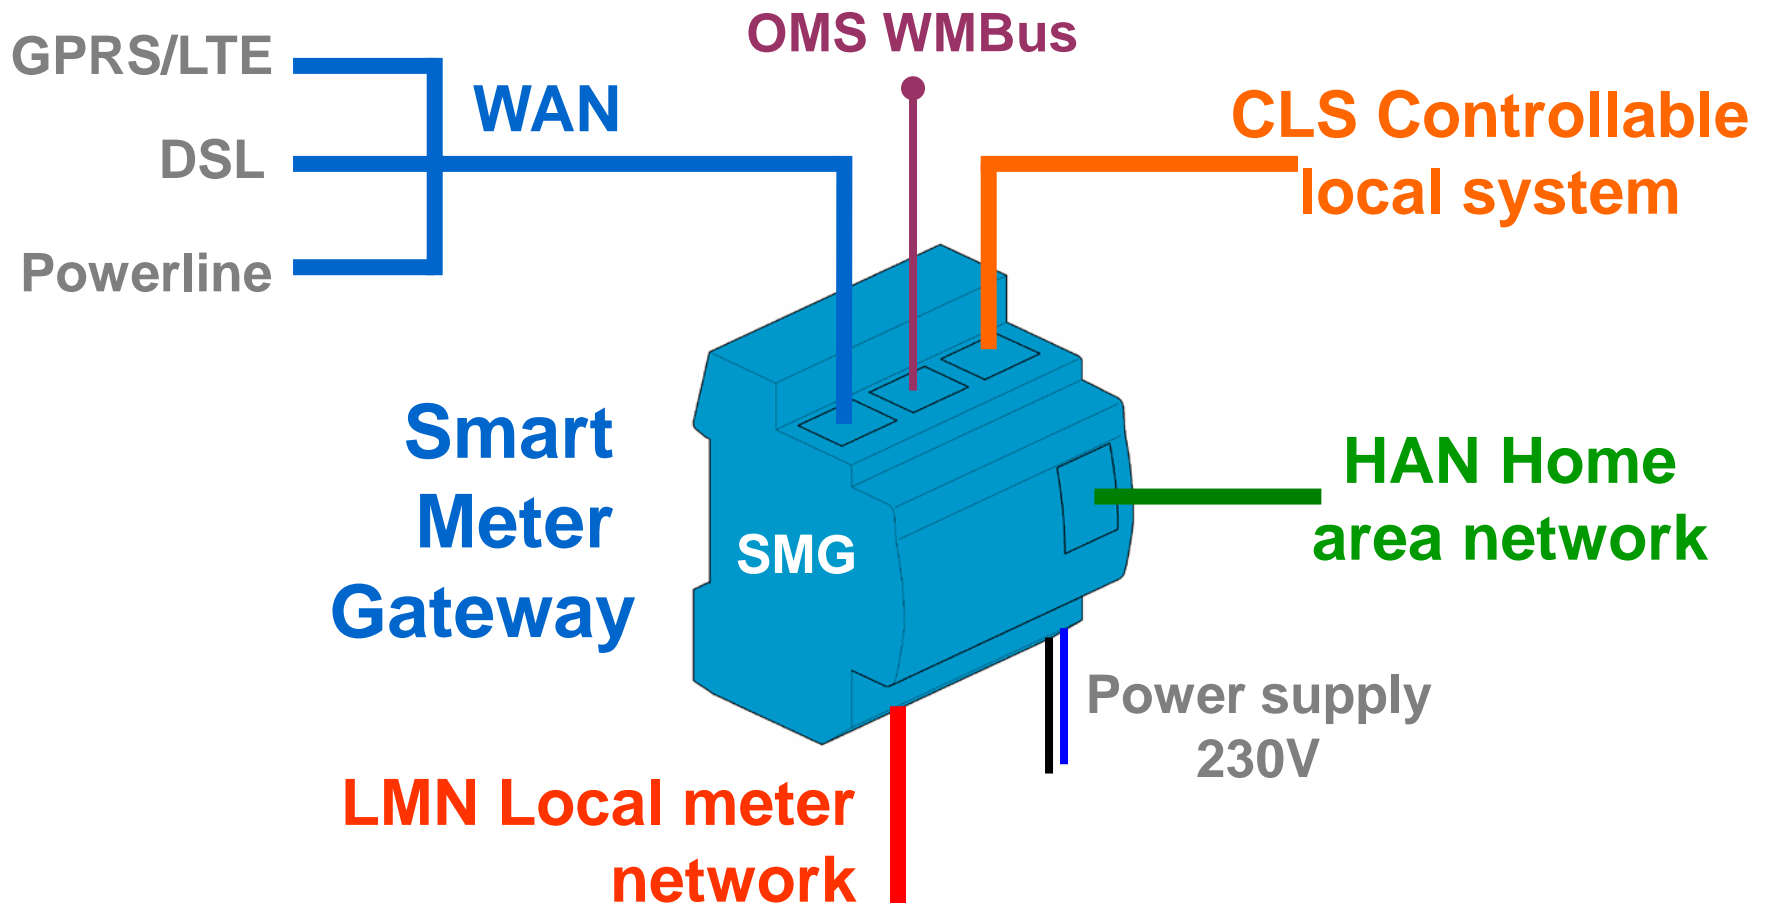 OMS WMBus
GPRS/LTE
WAN
DSL
Powerline
CLS Controllable
local system
Smart
Meter
Gateway
SMG
HAN Home
area network
Power supply
230V
LMN Local meter
network